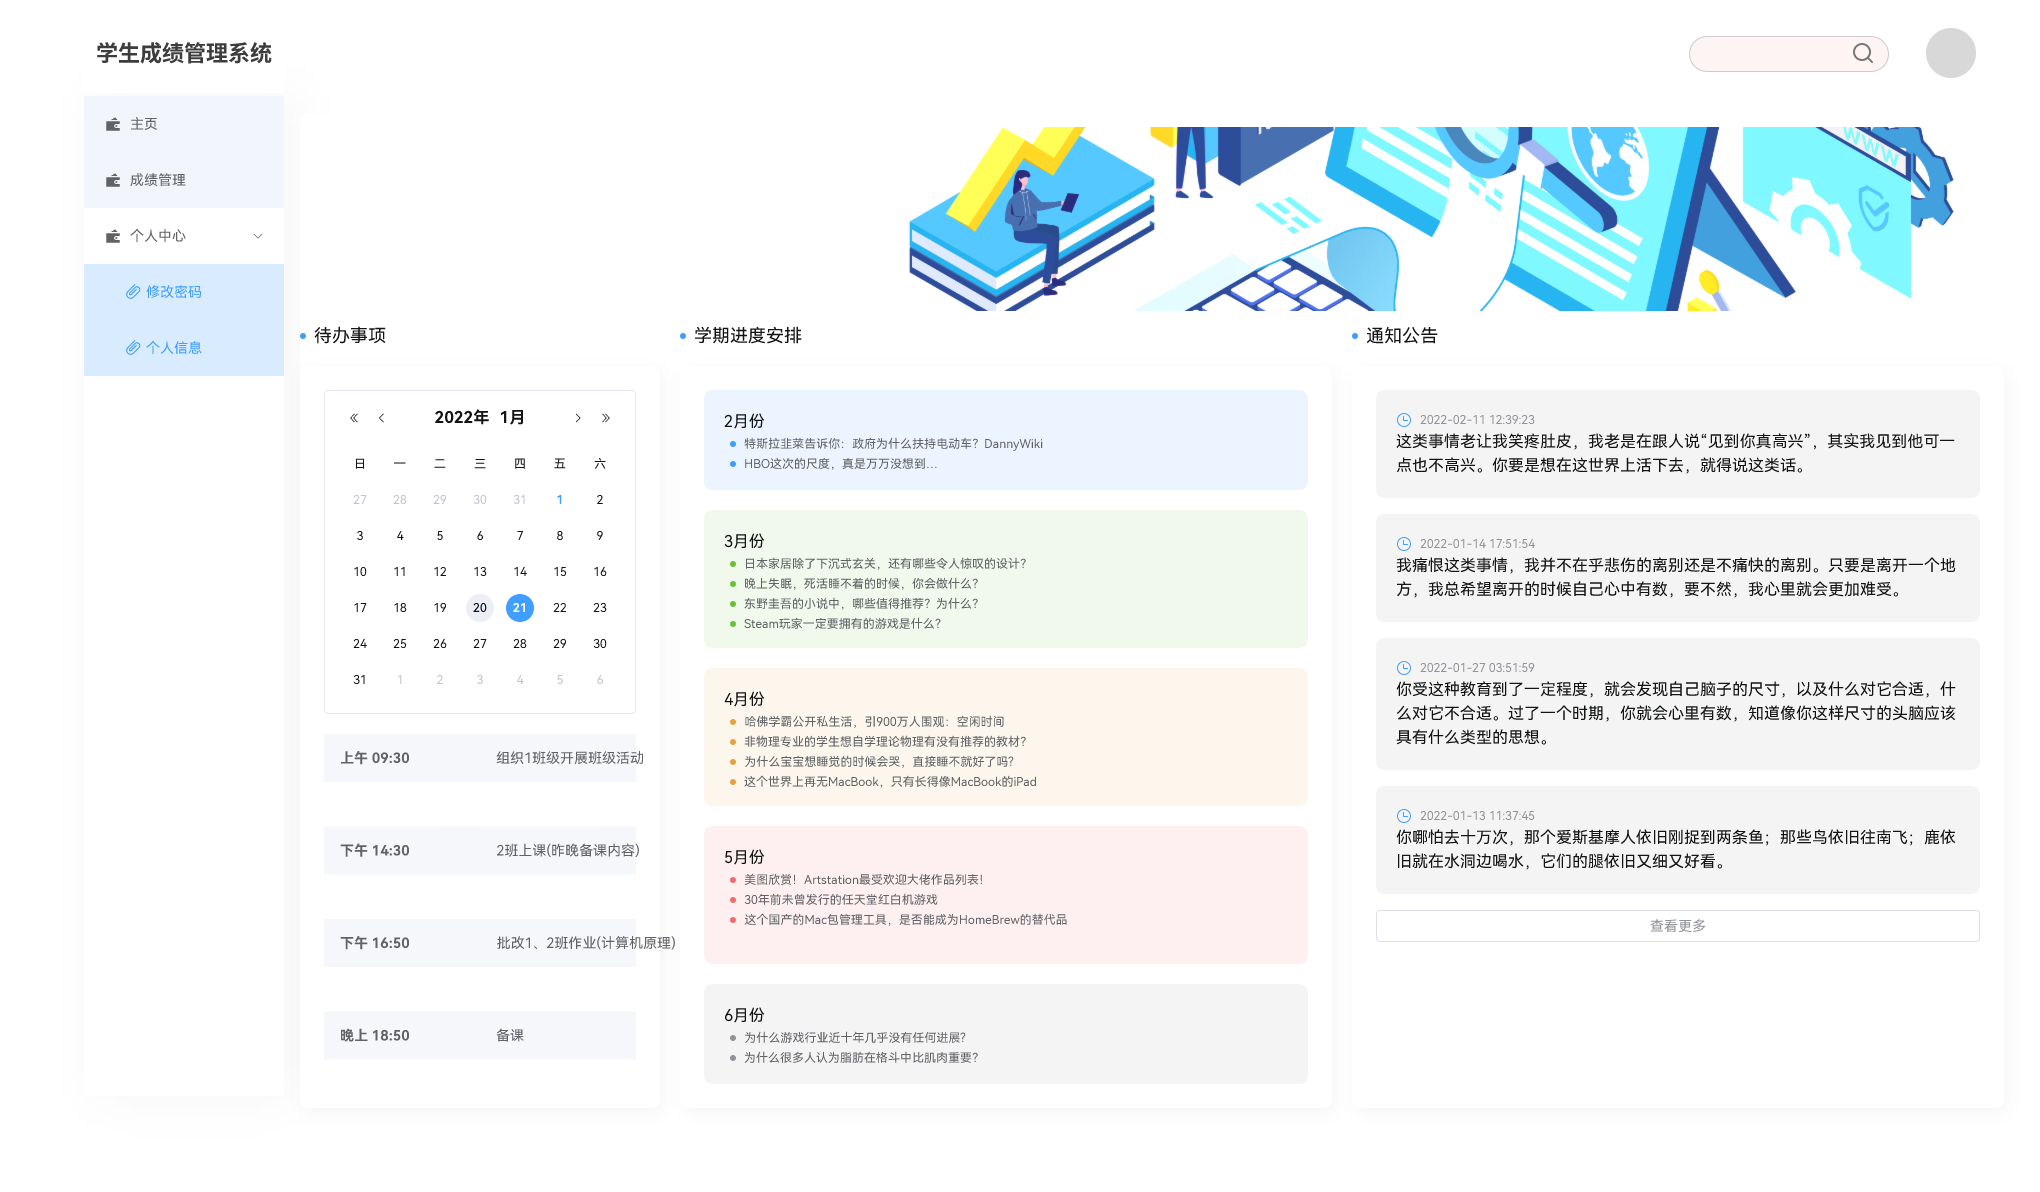 学生成绩管理系统
主页
成绩管理
个人中心
修改密码
个人信息
WWW
待办事项
2022年 1月
日 一 二 三 四 五 六
27 28 29 30 31 1 2
3 4 5 6 7 8 9
10 11 12 13 14 15 16
17 18 19 20 21 22 23
24 25 26 27 28 29 30
31 1 2 3 4 5 6
上午 09:30 组织1班级开展班级活动
下午 14:30 2班上课(昨晚备课内容)
下午 16:50 批改1、2班作业(计算机原理)
晚上 18:50 备课
学期进度安排
2月份
特斯拉韭菜告诉你：政府为什么扶持电动车？DannyWiki
HBO这次的尺度，真是万万没想到…
3月份
日本家居除了下沉式玄关，还有哪些令人惊叹的设计？
晚上失眠，死活睡不着的时候，你会做什么？
东野圭吾的小说中，哪些值得推荐？为什么？
Steam玩家一定要拥有的游戏是什么？
4月份
哈佛学霸公开私生活，引900万人围观：空闲时间
非物理专业的学生想自学理论物理有没有推荐的教材？
为什么宝宝想睡觉的时候会哭，直接睡不就好了吗？
这个世界上再无MacBook，只有长得像MacBook的iPad
5月份
美图欣赏！Artstation最受欢迎大佬作品列表！
30年前未曾发行的任天堂红白机游戏
这个国产的Mac包管理工具，是否能成为HomeBrew的替代品
6月份
为什么游戏行业近十年几乎没有任何进展？
为什么很多人认为脂肪在格斗中比肌肉重要？
通知公告
2022-02-11 12:39:23
这类事情老让我笑疼肚皮，我老是在跟人说“见到你真高兴”，其实我见到他可一
点也不高兴。你要是想在这世界上活下去，就得说这类话。
2022-01-14 17:51:54
我痛恨这类事情，我并不在乎悲伤的离别还是不痛快的离别。只要是离开一个地
方，我总希望离开的时候自己心中有数，要不然，我心里就会更加难受。
2022-01-27 03:51:59
你受这种教育到了一定程度，就会发现自己脑子的尺寸，以及什么对它合适，什
么对它不合适。过了一个时期，你就会心里有数，知道像你这样尺寸的头脑应该
具有什么类型的思想。
2022-01-13 11:37:45
你哪怕去十万次，那个爱斯基摩人依旧刚捉到两条鱼；那些鸟依旧往南飞；鹿依
旧就在水洞边喝水，它们的腿依旧又细又好看。
查看更多